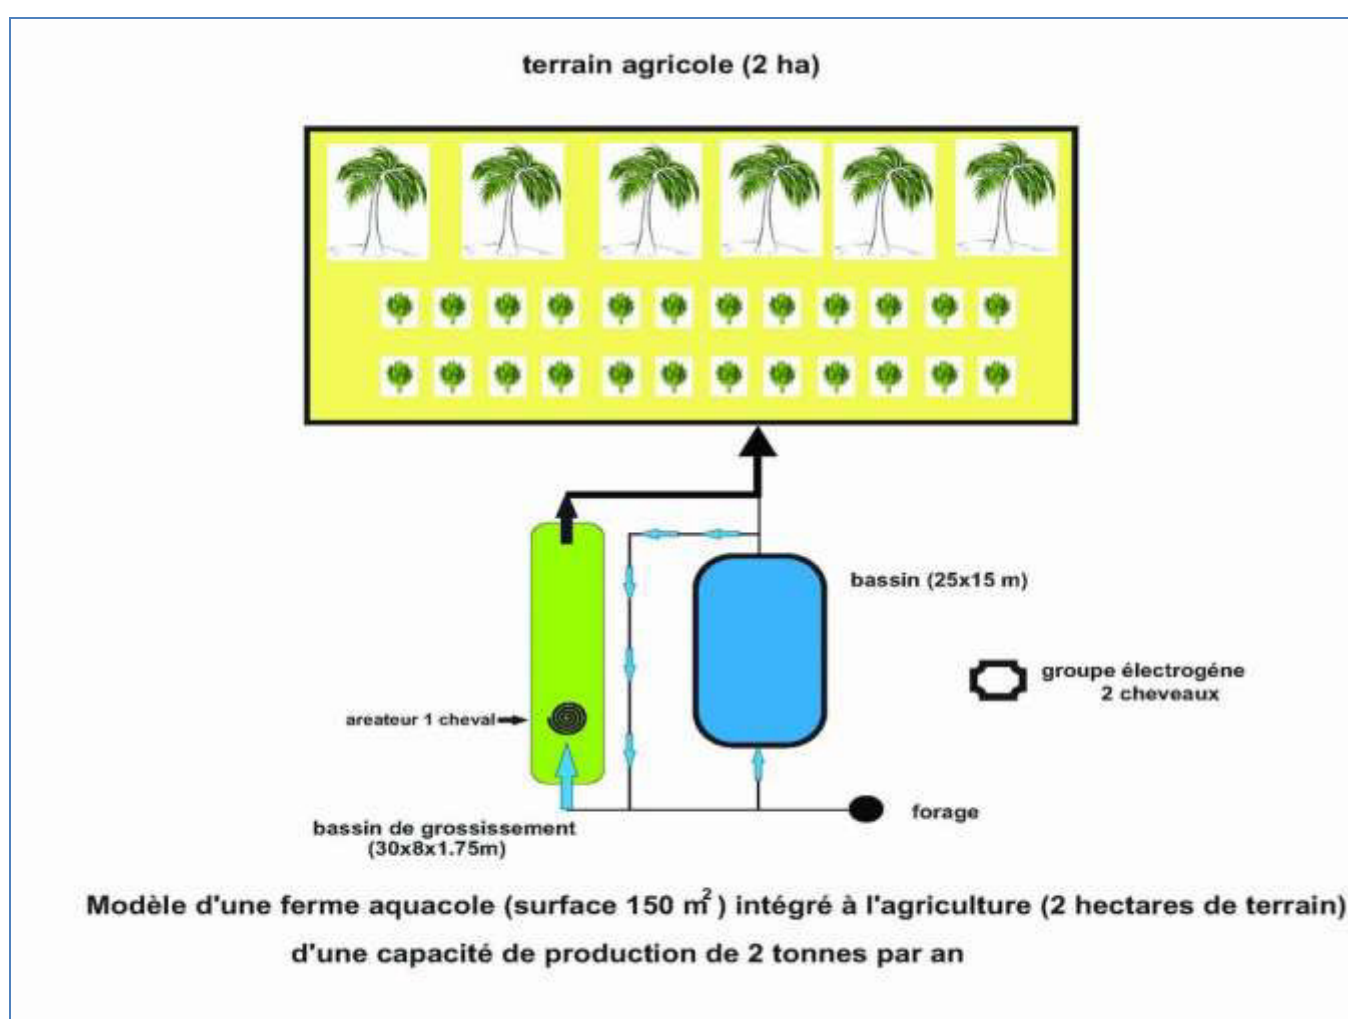 terrain agricole (2 ha)
bassin (25x15 m)
groupe électrogéne
2 cheveaux
areateur 1 cheval
forage
bassin de grossissement
(30x8x1.75m)
Modèle d'une ferme aquacole (surface 150 m²) intégré à l'agriculture (2 hectares de terrain)
d'une capacité de production de 2 tonnes par an